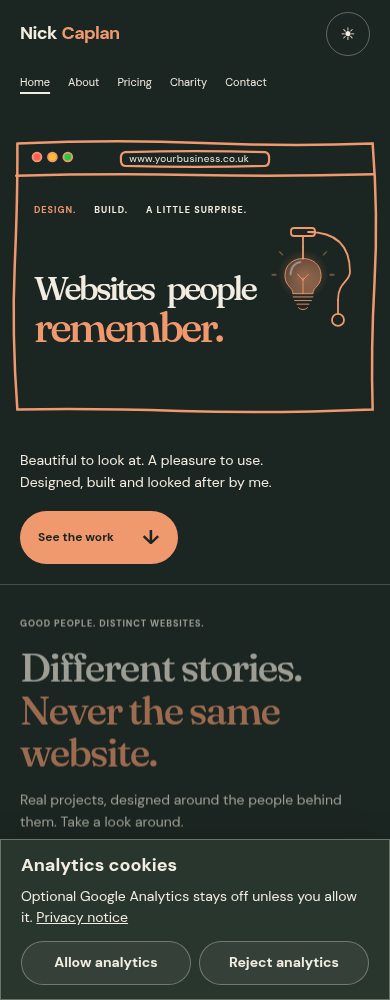 Nick Caplan
Home About Pricing Charity Contact
www.yourbusiness.co.uk
DESIGN. BUILD. A LITTLE SURPRISE.
Websites people
remember.
Beautiful to look at. A pleasure to use.
Designed, built and looked after by me.
See the work
GOOD PEOPLE. DISTINCT WEBSITES.
Different stories.
Never the same
website.
Real projects, designed around the people behind
them. Take a look around.
Analytics cookies
Optional Google Analytics stays off unless you allow
it. Privacy notice
Allow analytics Reject analytics